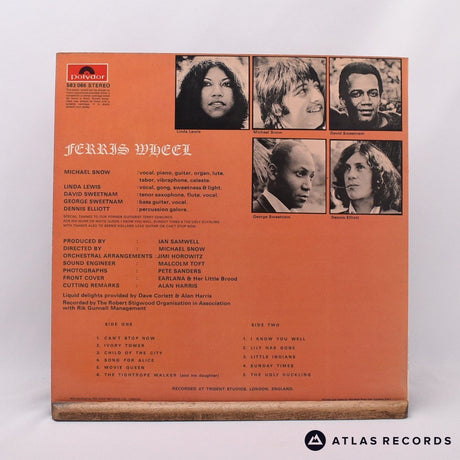 Polydor
583 066 STEREO
Linda Lewis
Michael Snow
David Sweetnam
FERRIS WHEEL
MICHAEL SNOW : vocal, piano, guitar, organ, lute,
tabor, vibraphone, celeste.
LINDA LEWIS : vocal, gong, sweetness & light.
DAVID SWEETNAM : tenor saxophone, flute, vocal.
GEORGE SWEETNAM : bass guitar, vocal.
DENNIS ELLIOTT : percussion galore.
George Sweetnam
Dennis Elliott
PRODUCED BY : IAN SAMWELL
DIRECTED BY : MICHAEL SNOW
ORCHESTRAL ARRANGEMENTS : JIMI HOROWITZ
SOUND ENGINEER : MALCOLM TOFT
PHOTOGRAPHS : PETE SANDERS
FRONT COVER : EARLANA & Her Little Brood
CUTTING REMARKS : ALAN HARRIS
Liquid delights provided by Dave Corlett & Alan Harris
Recorded by The Robert Stigwood Organisation in Association
with Rik Gunnell Management
SIDE ONE
1. CAN'T STOP NOW
2. IVORY TOWER
3. CHILD OF THE CITY
4. SONG FOR ALICE
5. MOVIE QUEEN
6. THE TIGHTROPE WALKER (and his daughter)
SIDE TWO
1. I KNOW YOU WELL
2. LILY HAS GONE
3. LITTLE INDIANS
4. SUNDAY TIMES
5. THE UGLY DUCKLING
RECORDED AT TRIDENT STUDIOS, LONDON, ENGLAND.
ATLAS RECORDS